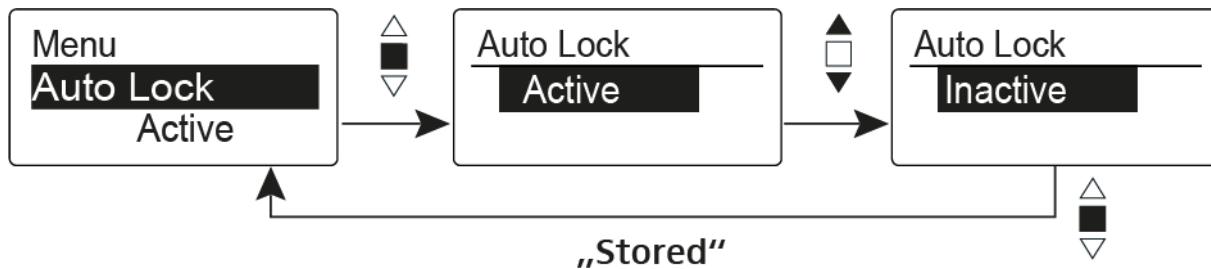 Menu
Auto Lock
Active
Auto Lock
Active
Auto Lock
Inactive
„Stored“